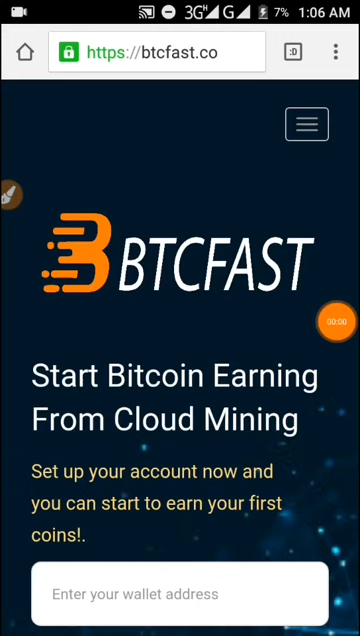 3G H G 7% 1:06 AM
https://btcfast.co :D
BTCFAST
00:00
Start Bitcoin Earning
From Cloud Mining
Set up your account now and
you can start to earn your first
coins!.
Enter your wallet address